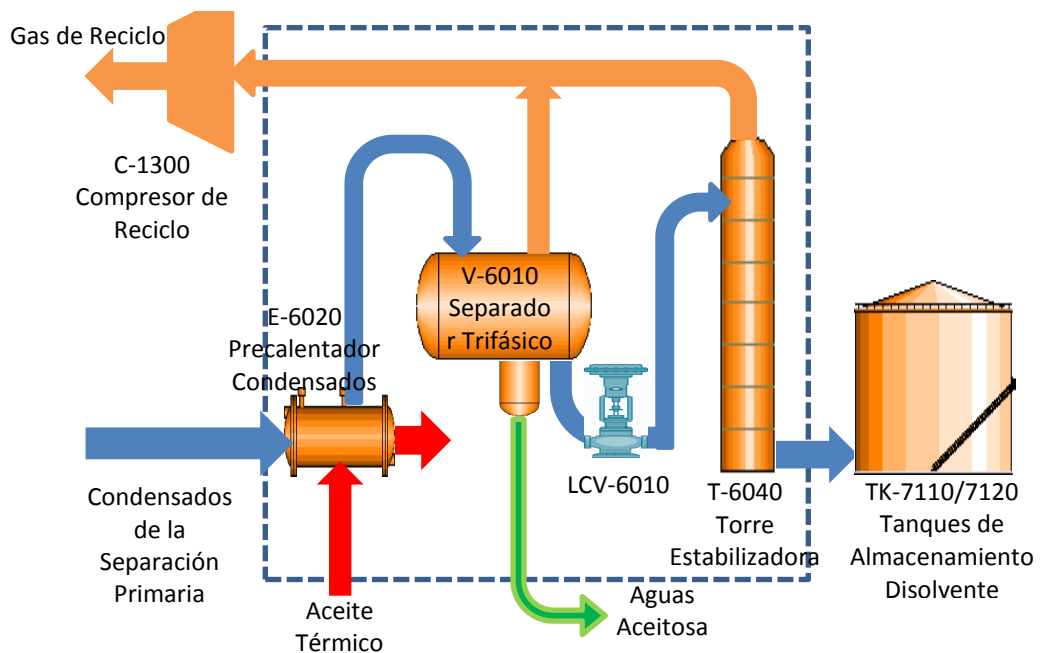 Gas de Reciclo
C-1300
Compresor de
Reciclo
V-6010
Separado
r Trifásico
E-6020
Precalentador
Condensados
LCV-6010
T-6040
Torre
Estabilizadora
TK-7110/7120
Tanques de
Almacenamiento
Disolvente
Condensados
de la
Separación
Primaria
Aceite
Térmico
Aguas
Aceitosa